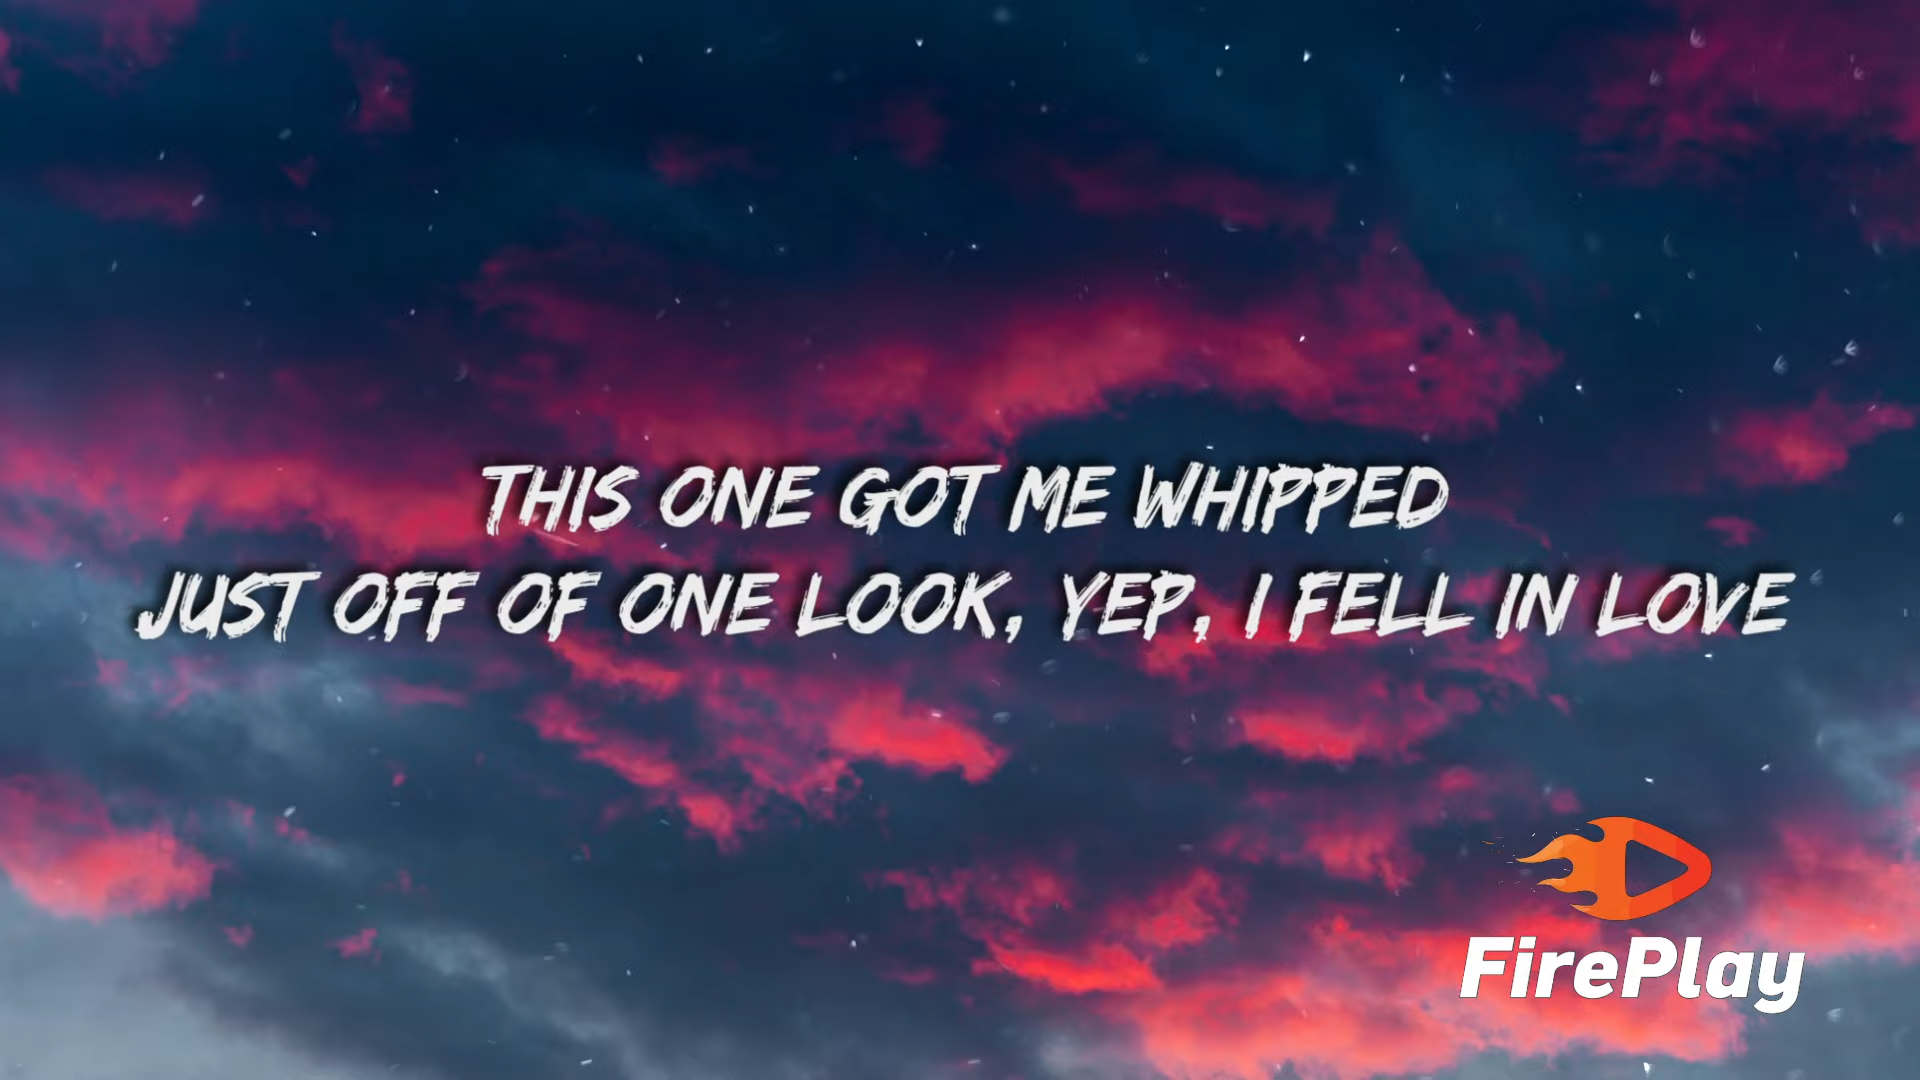 THIS ONE GOT ME WHIPPED
JUST OFF OF ONE LOOK, YEP, I FELL IN LOVE
FirePlay